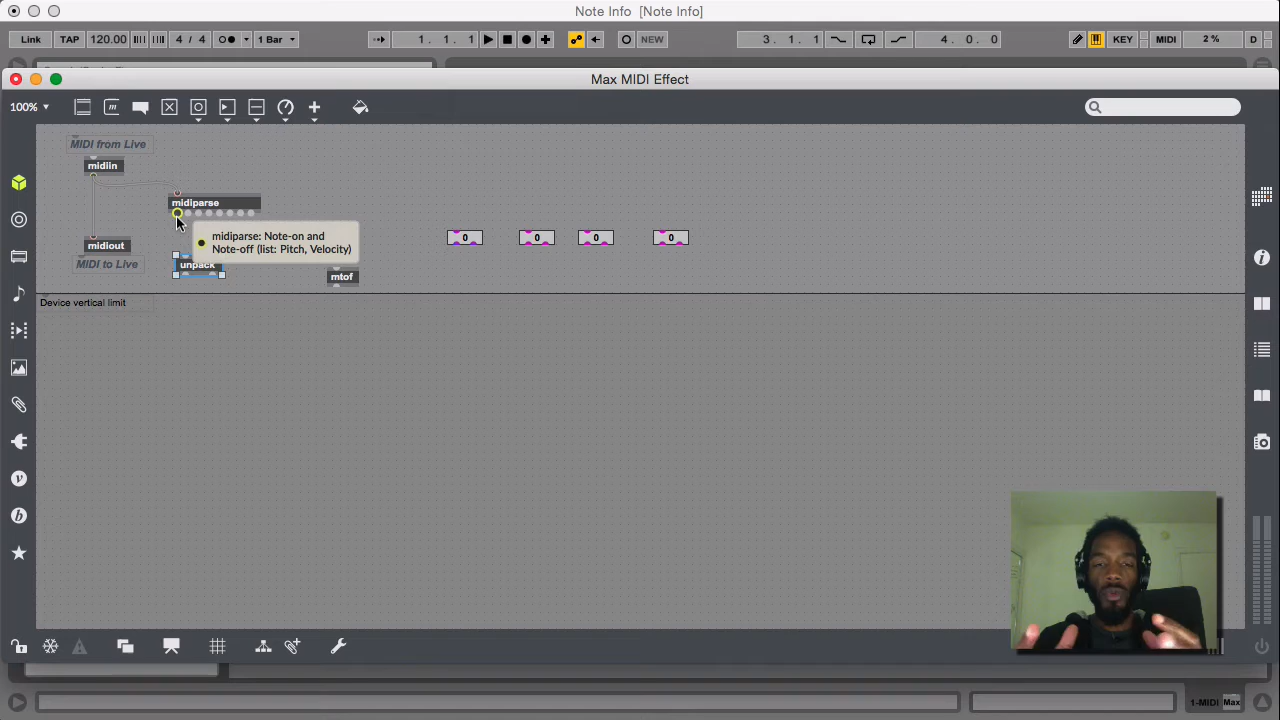 Note Info [Note Info]
Link TAP 120.00 4 / 4 1 Bar 1. 1. 1 NEW 3. 1. 1 4. 0. 0 KEY MIDI 2 % D
Max MIDI Effect
100%
MIDI from Live
midiin
midiparse
midiparse: Note-on and
Note-off (list: Pitch, Velocity)
0 0 0 0
midiout
MIDI to Live
unpack
mtof
Device vertical limit
1-MIDI Max